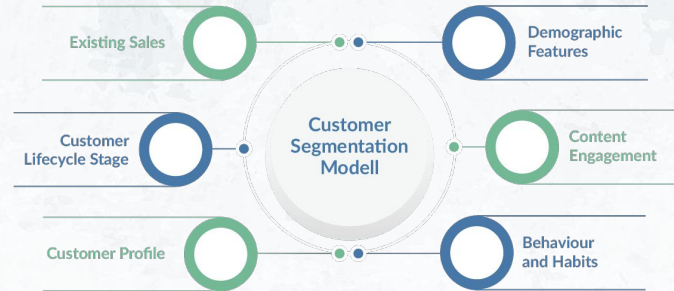 Existing Sales
Demographic
Features
Customer
Lifecycle Stage
Customer
Segmentation
Modell
Content
Engagement
Customer Profile
Behaviour
and Habits